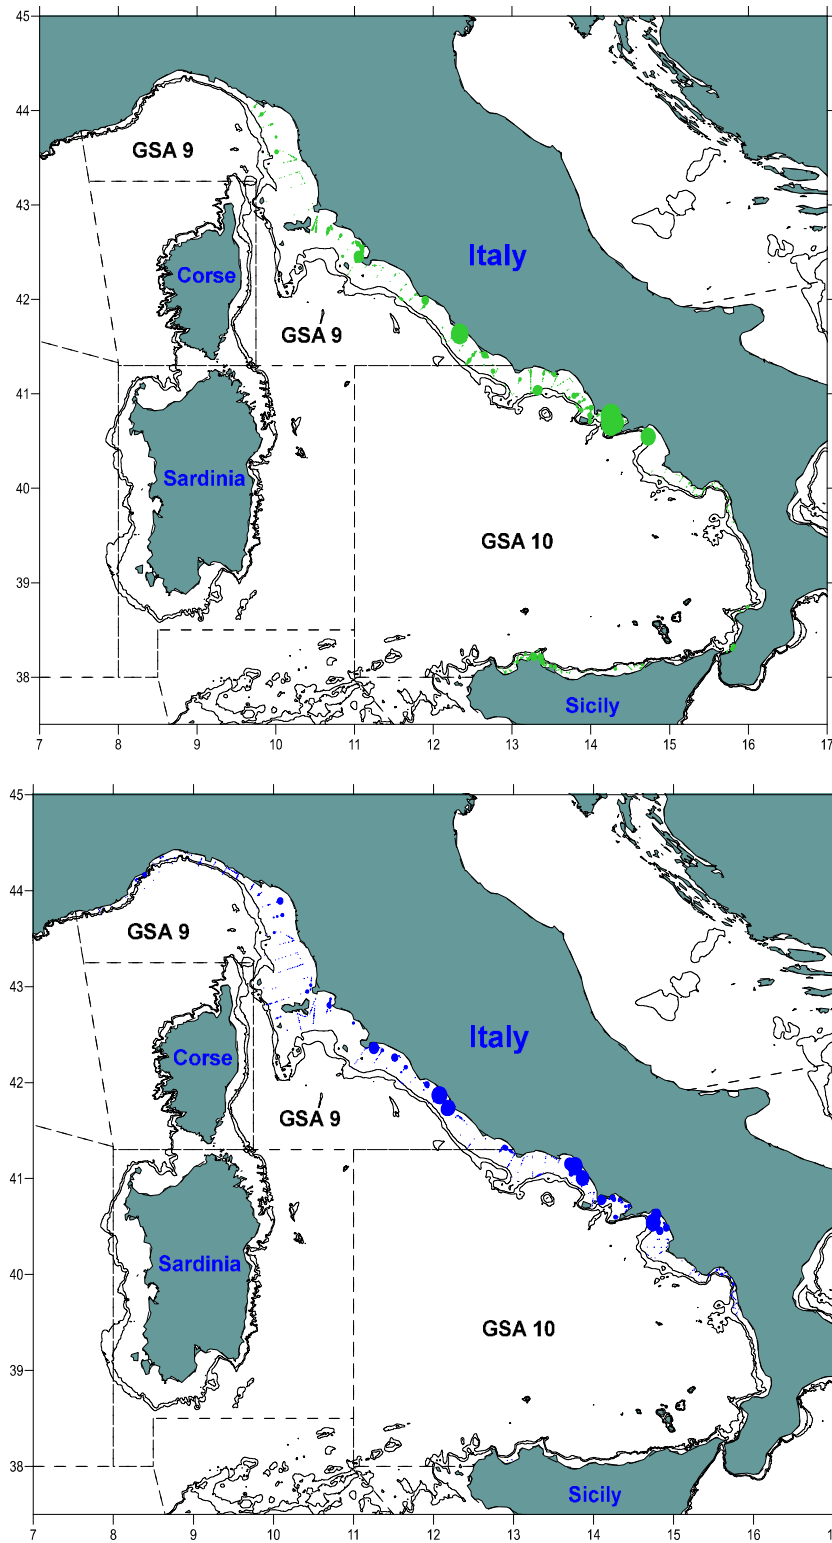 45
44
GSA 9
43
Italy
Corse
42
GSA 9
41
Sardinia
40
GSA 10
39
38
Sicily
7 8 9 10 11 12 13 14 15 16 17
45
44
GSA 9
43
Italy
Corse
42
GSA 9
41
Sardinia
40
GSA 10
39
38
Sicily
7 8 9 10 11 12 13 14 15 16